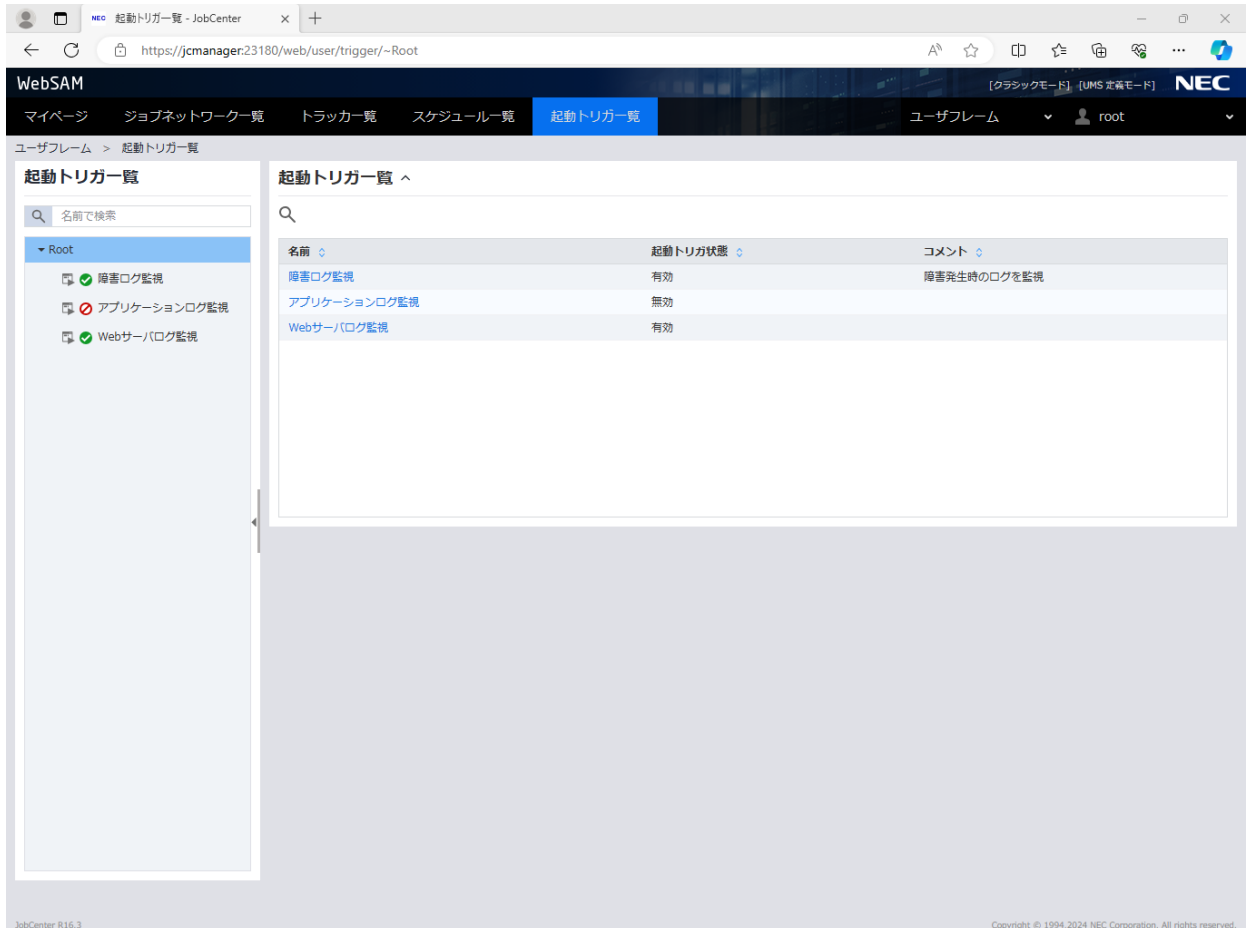 NEC 起動トリガー一覧 - JobCenter
https://jcmanager:23180/web/user/trigger/~Root
WebSAM [クラシックモード] [UMS 定義モード] NEC
マイページ ジョブネットワーク一覧 トラッカ一覧 スケジュール一覧 起動トリガ一覧 ユーザフレーム root
ユーザフレーム > 起動トリガ一覧
起動トリガ一覧
名前で検索
Root
障害ログ監視
アプリケーションログ監視
Webサーバログ監視
起動トリガ一覧
名前 起動トリガ状態 コメント
障害ログ監視 有効 障害発生時のログを監視
アプリケーションログ監視 無効
Webサーバログ監視 有効
JobCenter R16.3 Copyright © 1994,2024 NEC Corporation. All rights reserved.